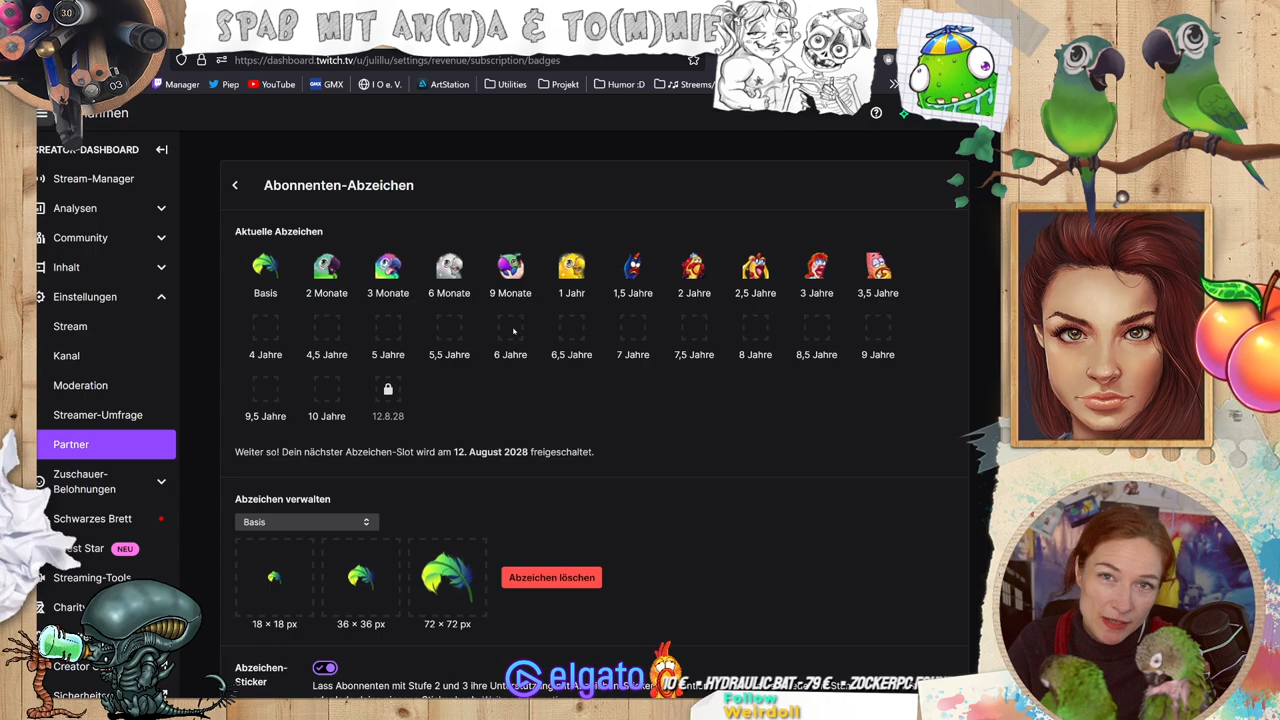 SPAẞ MIT AN(N)A & TO(M)MIE
3.0
03
https://dashboard.twitch.tv/u/julillu/settings/revenue/subscription/badges
Manager
Piep
YouTube
GMX
I O e. V.
ArtStation
Utilities
Projekt
Humor :D
Streems/
CREATOR-DASHBOARD
Stream-Manager
Analysen
Community
Inhalt
Einstellungen
Stream
Kanal
Moderation
Streamer-Umfrage
Partner
Zuschauer-
Belohnungen
Schwarzes Brett
NEU
Streaming-Tools
Abonnenten-Abzeichen
Aktuelle Abzeichen
Basis 2 Monate 3 Monate 6 Monate 9 Monate 1 Jahr 1,5 Jahre 2 Jahre 2,5 Jahre 3 Jahre 3,5 Jahre
4 Jahre 4,5 Jahre 5 Jahre 5,5 Jahre 6 Jahre 6,5 Jahre 7 Jahre 7,5 Jahre 8 Jahre 8,5 Jahre 9 Jahre
9,5 Jahre 10 Jahre 12.8.28
Weiter so! Dein nächster Abzeichen-Slot wird am 12. August 2028 freigeschaltet.
Abzeichen verwalten
Basis
Abzeichen löschen
18 × 18 px 36 × 36 px 72 × 72 px
Abzeichen-
Sticker
Lass Abonnenten mit Stufe 2 und 3 ihre
elgato
10 € - HYDRAULIC BAT - 79 € - ZOCKERPC
Follow
Weirdoll